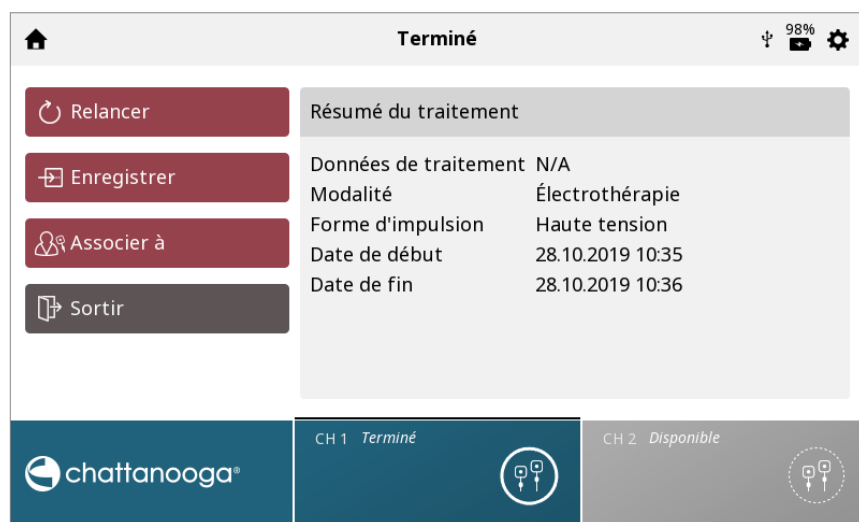 Terminé
98%
Relancer
Enregistrer
Associer à
Sortir
Résumé du traitement
Données de traitement N/A
Modalité Électrothérapie
Forme d'impulsion Haute tension
Date de début 28.10.2019 10:35
Date de fin 28.10.2019 10:36
chattanooga®
CH 1 Terminé
CH 2 Disponible